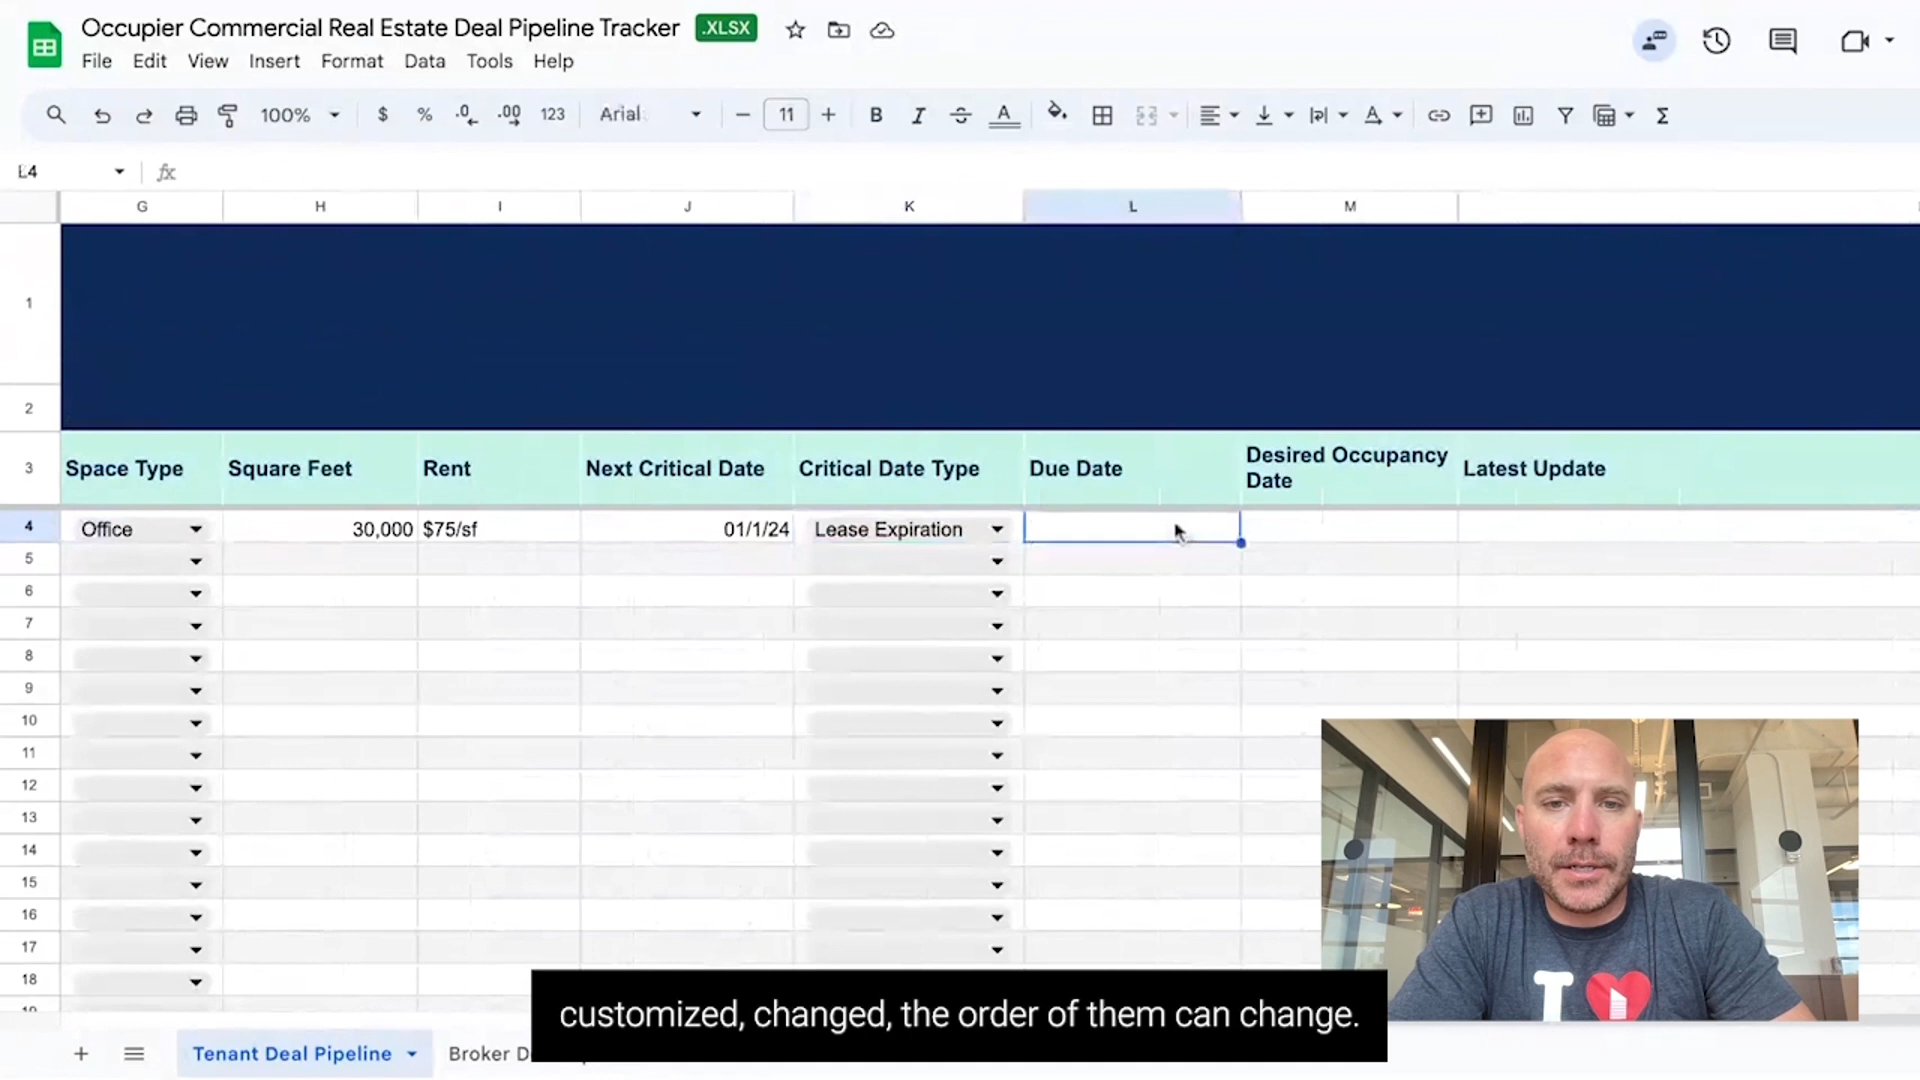 Occupier Commercial Real Estate Deal Pipeline Tracker .XLSX
File Edit View Insert Format Data Tools Help
100% $ % .0 .00 123 Arial 11 B I A
fx
G H I J K L M
1
2
3 Space Type Square Feet Rent Next Critical Date Critical Date Type Due Date Desired Occupancy Date Latest Update
4 Office 30,000 $75/sf 01/1/24 Lease Expiration
5
6
7
8
9
10
11
12
13
14
15
16
17
18
I
customized, changed, the order of them can change.
Tenant Deal Pipeline Broker